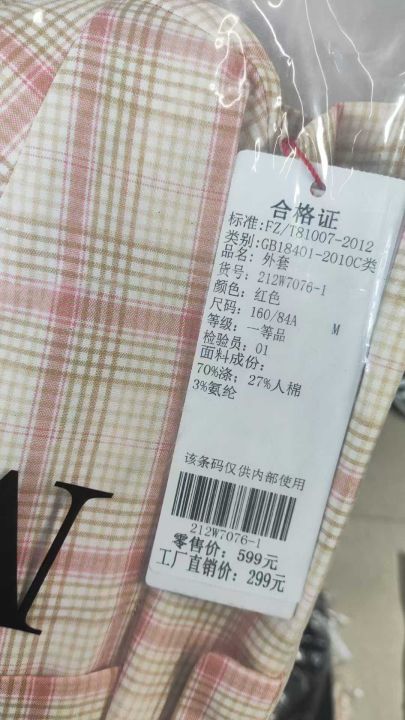 合格证
标准:FZ/T81007-2012
类别:GB18401-2010C类
品名: 外套
货号: 212W7076-1
颜色: 红色
尺码: 160/84A M
等级: 一等品
检验员: 01
面料成份:
70%涤; 27%人棉
3%氨纶
该条码仅供内部使用
212W7076-1
零售价: 599元
工厂直销价: 299元
W